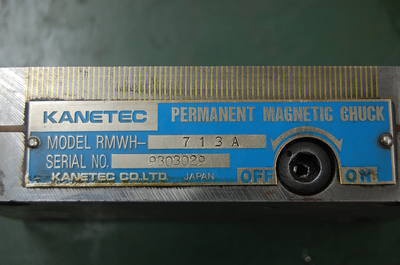 KANETEC PERMANENT MAGNETIC CHUCK
MODEL RMWH- 713A
SERIAL NO. 9303029
KANETEC CO.,LTD. JAPAN OFF ON